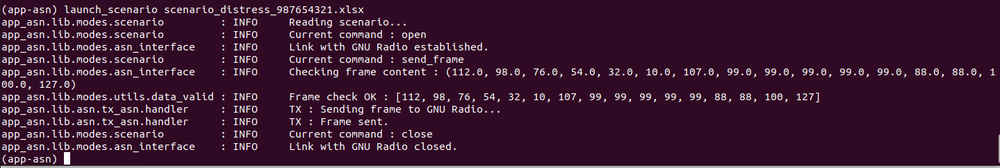 (app-asn) launch_scenario scenario_distress_987654321.xlsx
app_asn.lib.modes.scenario         : INFO     Reading scenario...
app_asn.lib.modes.scenario         : INFO     Current command : open
app_asn.lib.modes.asn_interface    : INFO     Link with GNU Radio established.
app_asn.lib.modes.scenario         : INFO     Current command : send_frame
app_asn.lib.modes.asn_interface    : INFO     Checking frame content : (112.0, 98.0, 76.0, 54.0, 32.0, 10.0, 107.0, 99.0, 99.0, 99.0, 99.0, 99.0, 88.0, 88.0, 1
00.0, 127.0)
app_asn.lib.modes.utils.data_valid : INFO     Frame check OK : [112, 98, 76, 54, 32, 10, 107, 99, 99, 99, 99, 99, 88, 88, 100, 127]
app_asn.lib.asn.tx_asn.handler     : INFO     TX : Sending frame to GNU Radio...
app_asn.lib.asn.tx_asn.handler     : INFO     TX : Frame sent.
app_asn.lib.modes.scenario         : INFO     Current command : close
app_asn.lib.modes.asn_interface    : INFO     Link with GNU Radio closed.
(app-asn)